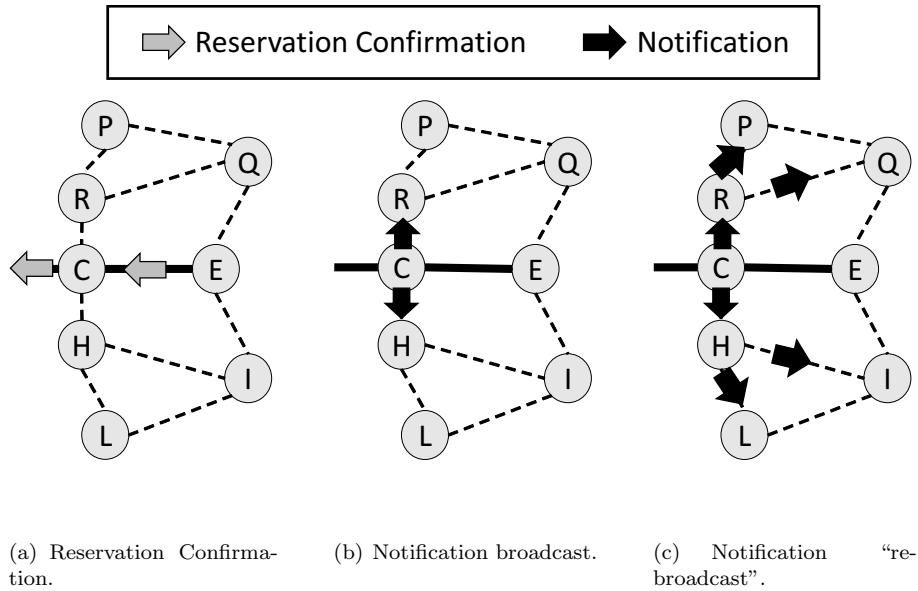 Reservation Confirmation Notification
P
Q
R
C
E
H
I
L
P
Q
R
C
E
H
I
L
P
Q
R
C
E
H
I
L
(a) Reservation Confirma-
tion.
(b) Notification broadcast.
(c) Notification “re-
broadcast”.